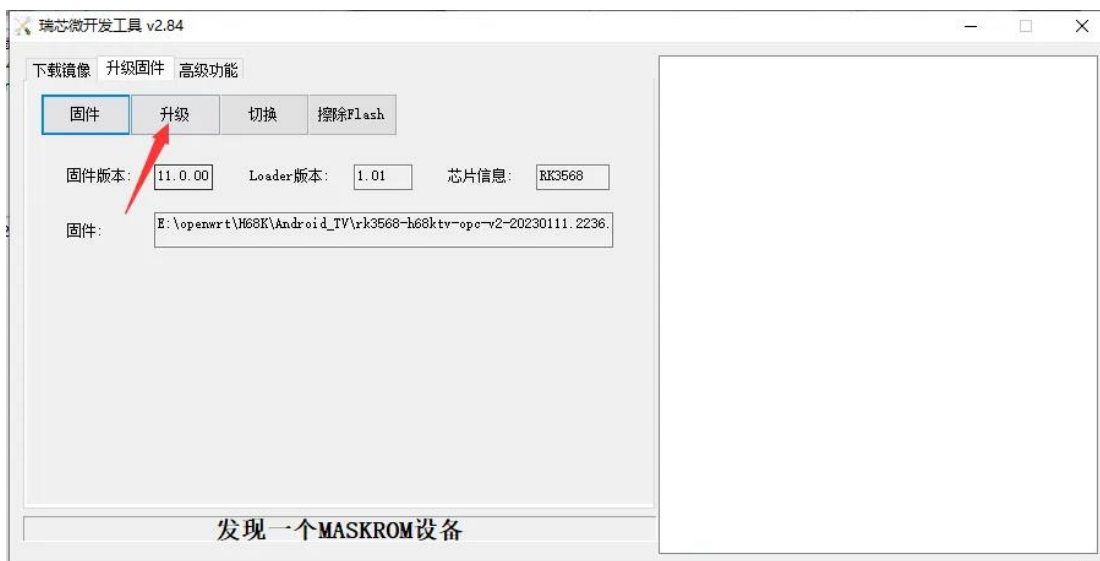 瑞芯微开发工具 v2.84
下载镜像 升级固件 高级功能
固件 升级 切换 擦除Flash
固件版本: 11.0.00 Loader版本: 1.01 芯片信息: RK3568
固件: E:\openwrt\H68K\Android_TV\rk3568-h68ktv-opc-v2-20230111.2236.
发现一个MASKROM设备